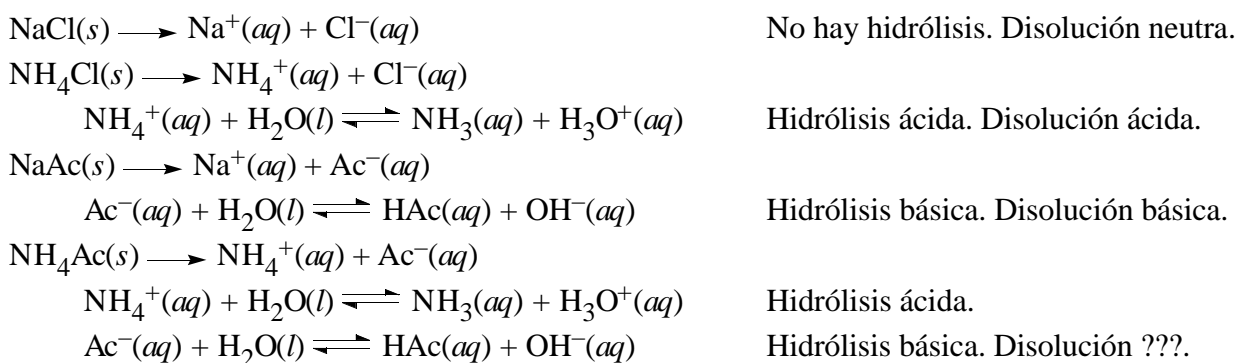 NaCl(s) ⟶ Na⁺(aq) + Cl⁻(aq) No hay hidrólisis. Disolución neutra.
NH₄Cl(s) ⟶ NH₄⁺(aq) + Cl⁻(aq)
NH₄⁺(aq) + H₂O(l) ⇌ NH₃(aq) + H₃O⁺(aq) Hidrólisis ácida. Disolución ácida.
NaAc(s) ⟶ Na⁺(aq) + Ac⁻(aq)
Ac⁻(aq) + H₂O(l) ⇌ HAc(aq) + OH⁻(aq) Hidrólisis básica. Disolución básica.
NH₄Ac(s) ⟶ NH₄⁺(aq) + Ac⁻(aq)
NH₄⁺(aq) + H₂O(l) ⇌ NH₃(aq) + H₃O⁺(aq) Hidrólisis ácida.
Ac⁻(aq) + H₂O(l) ⇌ HAc(aq) + OH⁻(aq) Hidrólisis básica. Disolución ???.